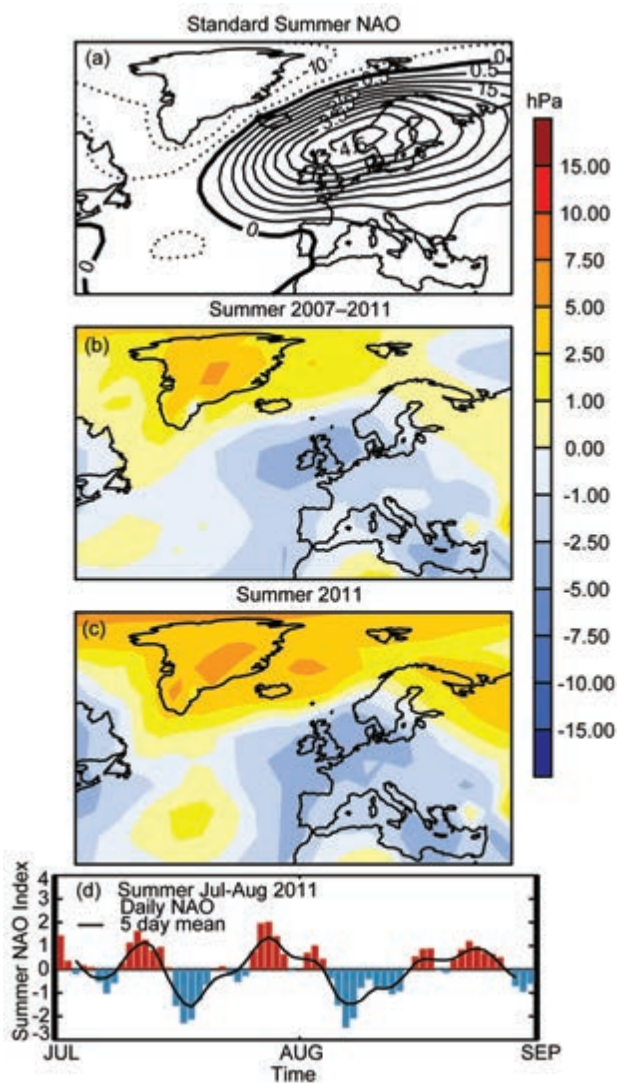 Standard Summer NAO
(a)
-10
0
0.5
15
4.5
0
0
hPa
15.00
10.00
7.50
5.00
2.50
1.00
0.00
-1.00
-2.50
-5.00
-7.50
-10.00
-15.00
Summer 2007–2011
(b)
Summer 2011
(c)
(d) Summer Jul-Aug 2011
Daily NAO
5 day mean
Summer NAO Index
4
3
2
1
0
-1
-2
-3
JUL AUG SEP
Time